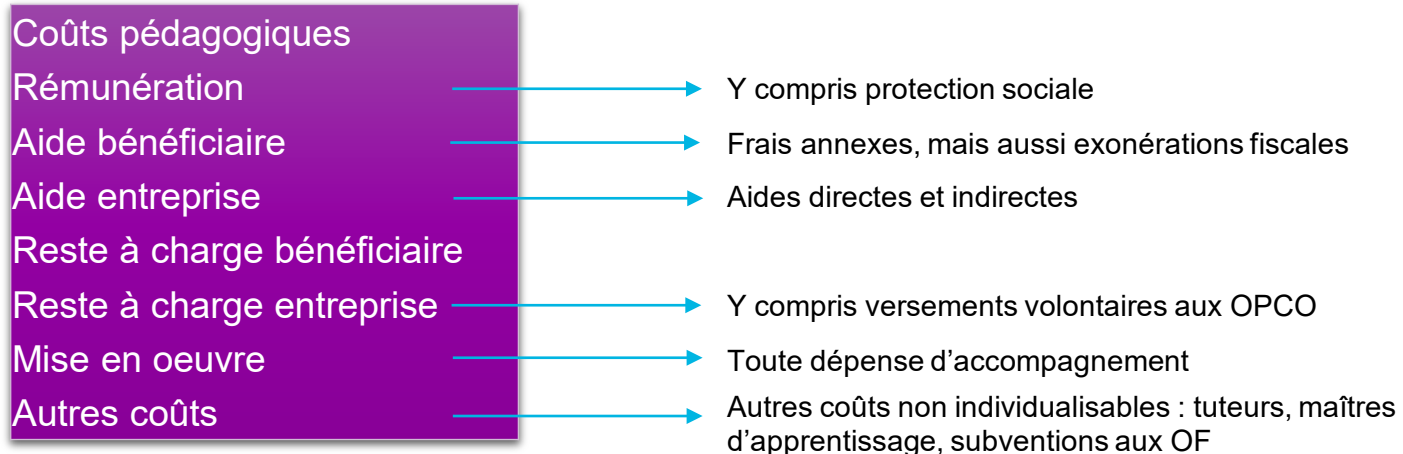 Coûts pédagogiques
Rémunération
Y compris protection sociale
Aide bénéficiaire
Frais annexes, mais aussi exonérations fiscales
Aide entreprise
Aides directes et indirectes
Reste à charge bénéficiaire
Reste à charge entreprise
Y compris versements volontaires aux OPCO
Mise en oeuvre
Toute dépense d’accompagnement
Autres coûts
Autres coûts non individualisables : tuteurs, maîtres
d’apprentissage, subventions aux OF